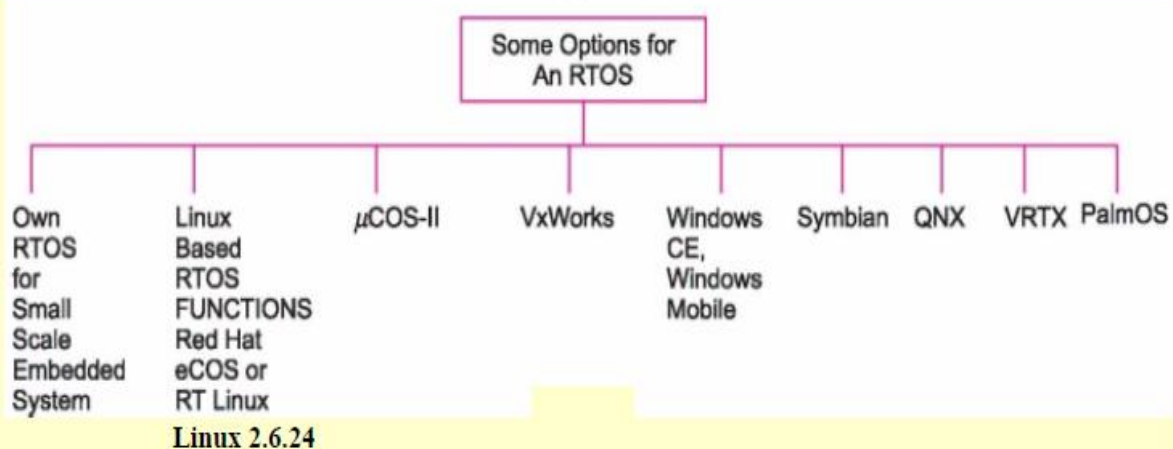 Some Options for
An RTOS
Own
RTOS
for
Small
Scale
Embedded
System
Linux
Based
RTOS
FUNCTIONS
Red Hat
eCOS or
RT Linux
Linux 2.6.24
μCOS-II
VxWorks
Windows
CE,
Windows
Mobile
Symbian
QNX
VRTX
PalmOS